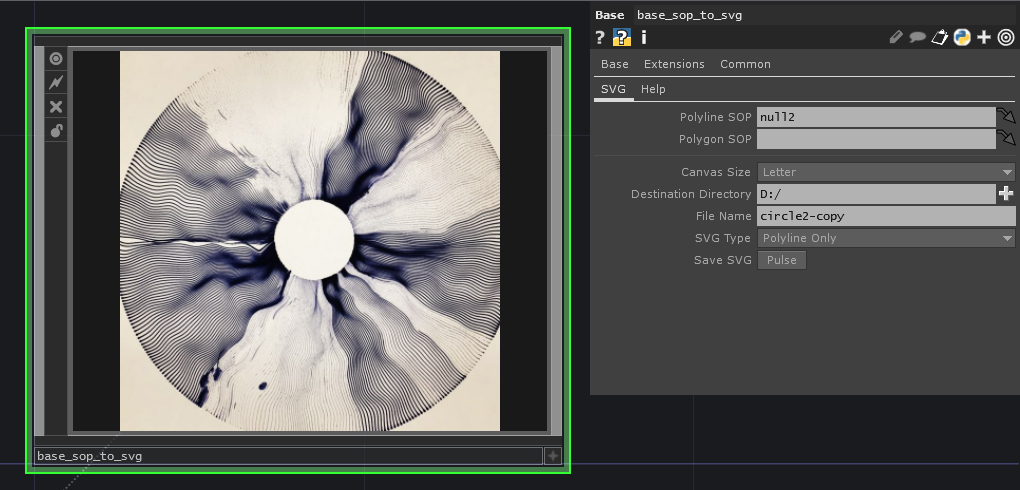 Base base_sop_to_svg
? ? i
Base Extensions Common
SVG Help
Polyline SOP null2
Polygon SOP
Canvas Size Letter
Destination Directory D:/
File Name circle2-copy
SVG Type Polyline Only
Save SVG Pulse
base_sop_to_svg